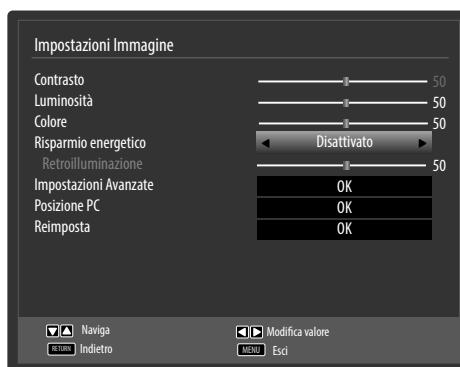 Impostazioni Immagine
Contrasto 50
Luminosità 50
Colore 50
Risparmio energetico Disattivato
Retroilluminazione 50
Impostazioni Avanzate OK
Posizione PC OK
Reimposta OK
Naviga Modifica valore
RETURN Indietro MENU Esci